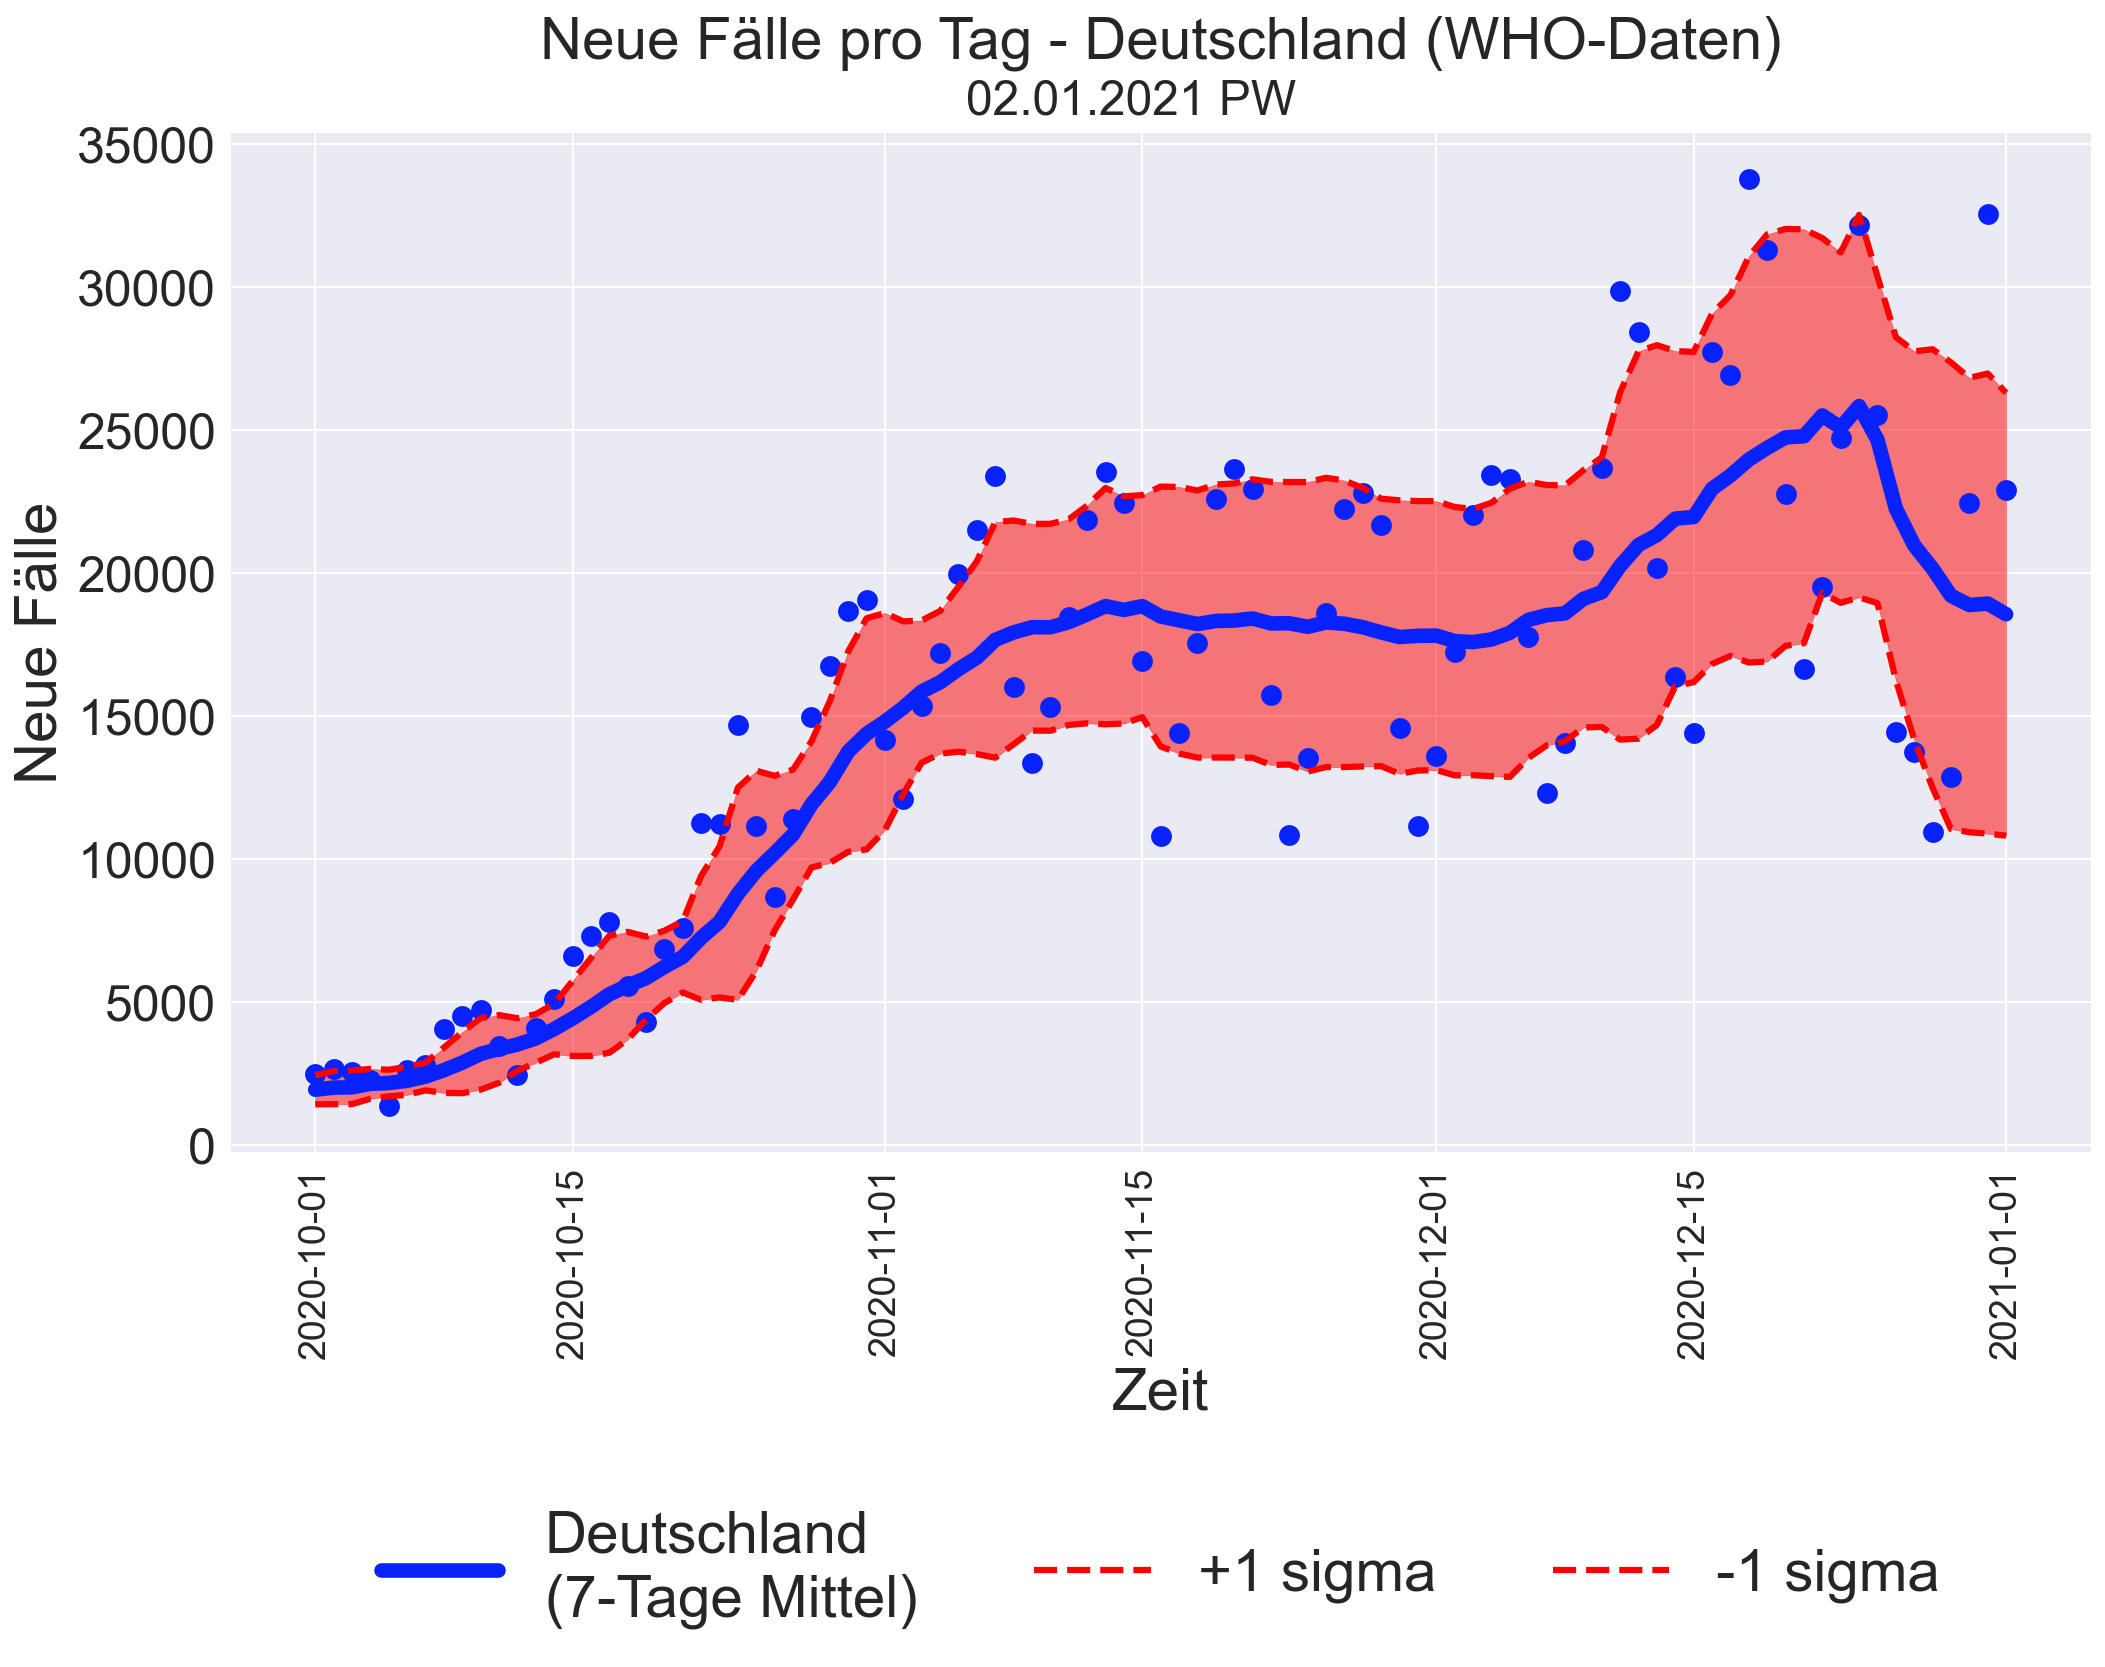 Neue Fälle pro Tag - Deutschland (WHO-Daten)
02.01.2021 PW
35000
30000
25000
20000
15000
10000
5000
0
Neue Fälle
2020-10-01
2020-10-15
2020-11-01
2020-11-15
2020-12-01
2020-12-15
2021-01-01
Zeit
Deutschland
(7-Tage Mittel)
+1 sigma
-1 sigma